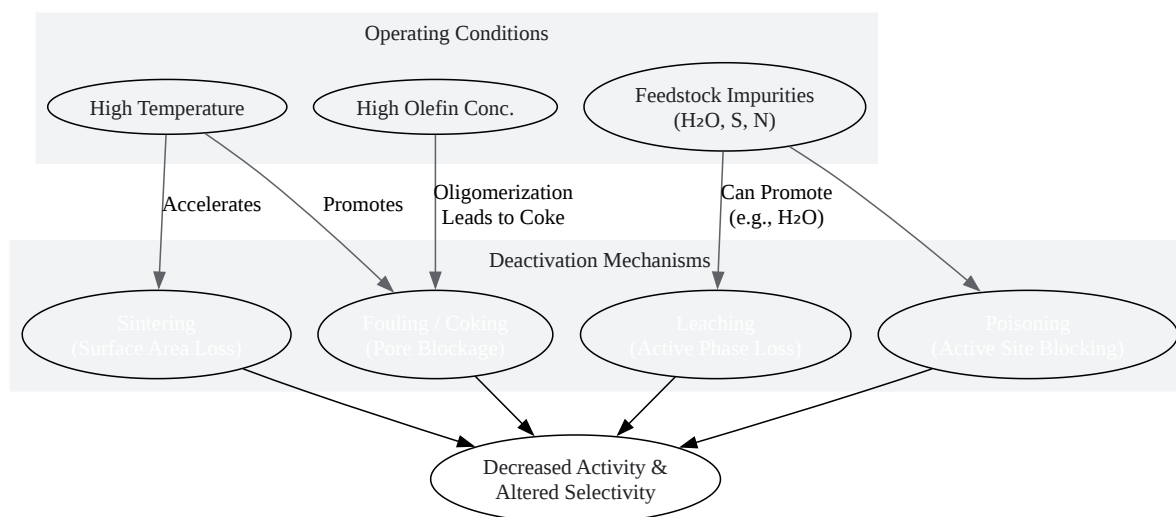 Operating Conditions
High Temperature
High Olefin Conc.
Feedstock Impurities
(H₂O, S, N)
Accelerates
Promotes
Oligomerization
Leads to Coke
Can Promote
(e.g., H₂O)
Deactivation Mechanisms
Sintering
(Surface Area Loss)
Fouling / Coking
(Pore Blockage)
Leaching
(Active Phase Loss)
Poisoning
(Active Site Blocking)
Decreased Activity &
Altered Selectivity